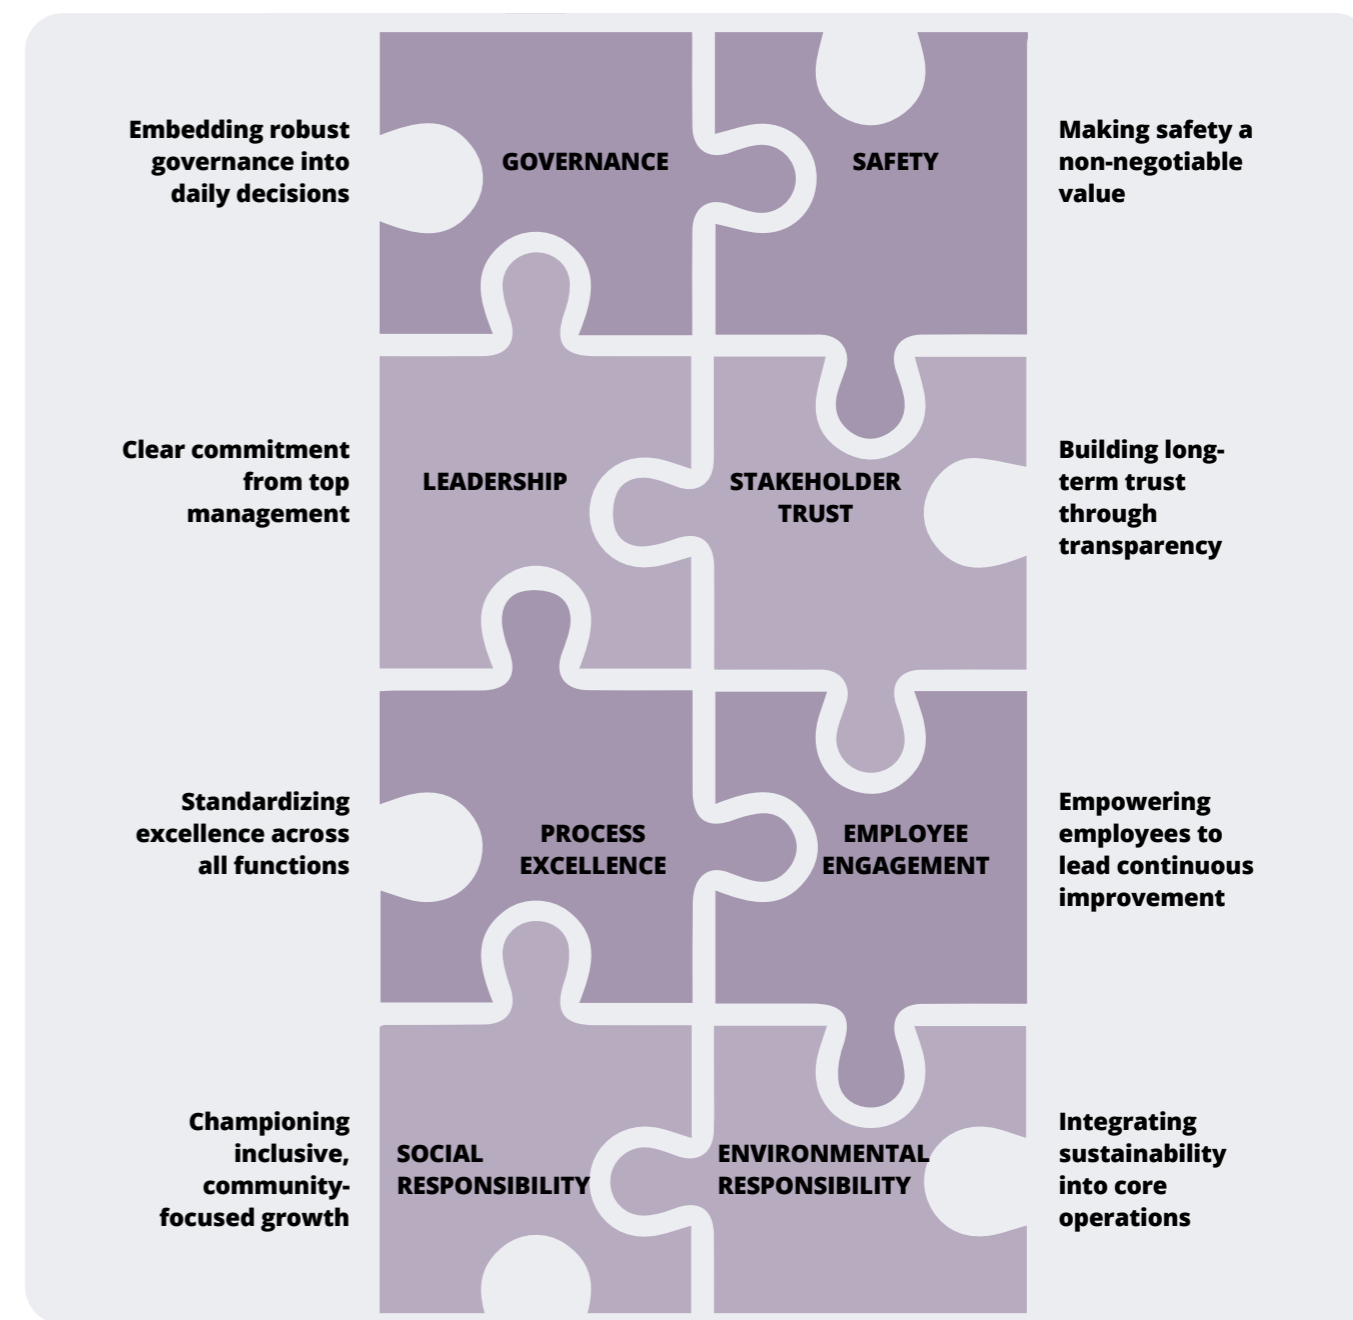 Embedding robust
governance into
daily decisions
GOVERNANCE
SAFETY
Making safety a
non-negotiable
value
Clear commitment
from top
management
LEADERSHIP
STAKEHOLDER
TRUST
Building long-
term trust
through
transparency
Standardizing
excellence across
all functions
PROCESS
EXCELLENCE
EMPLOYEE
ENGAGEMENT
Empowering
employees to
lead continuous
improvement
Championing
inclusive,
community-
focused growth
SOCIAL
RESPONSIBILITY
ENVIRONMENTAL
RESPONSIBILITY
Integrating
sustainability
into core
operations